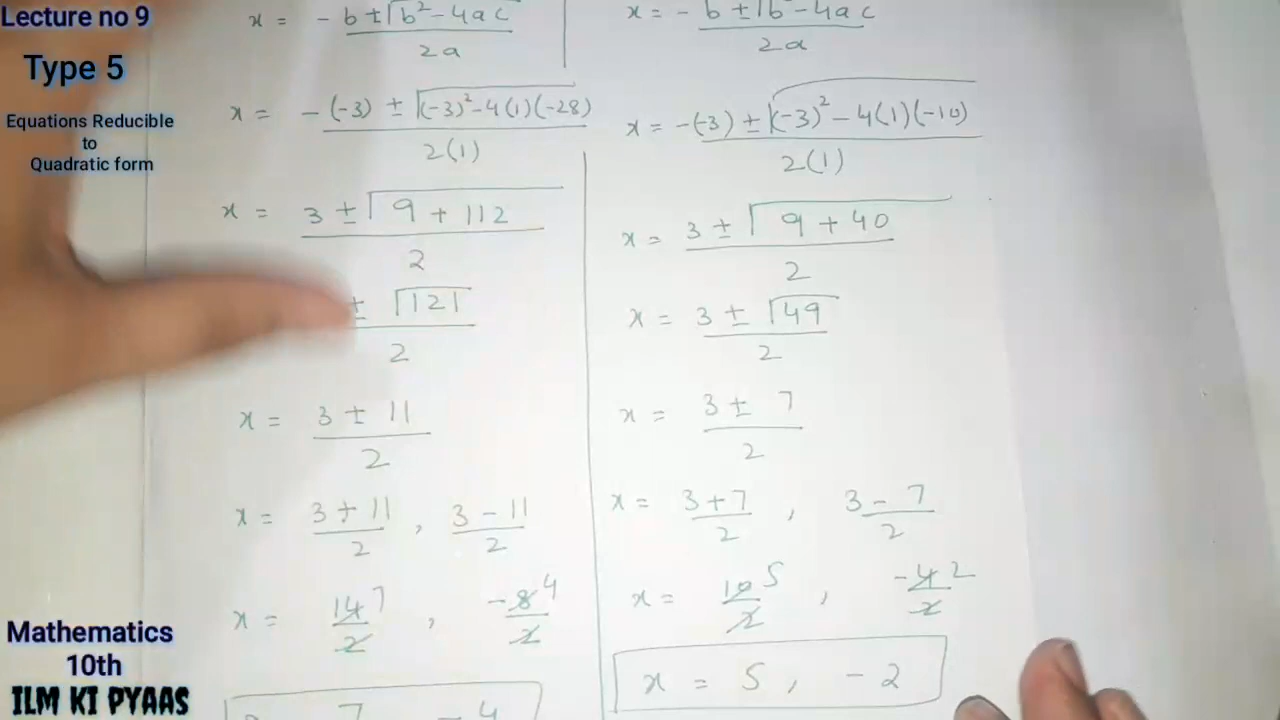 Lecture no 9
Type 5
Equations Reducible
to
Quadratic form
x = - b ± √b² - 4ac
2a
x = - (-3) ± √(-3)² - 4(1)(-28)
2(1)
x = 3 ± √9 + 112
2
± √121
2
x = 3 ± 11
2
x = 3 + 11 , 3 - 11
2 2
x = 14 7 , -8 4
2 2
7 - 4
x = - b ± √b² - 4ac
2a
x = - (-3) ± √(-3)² - 4(1)(-10)
2(1)
x = 3 ± √9 + 40
2
x = 3 ± √49
2
x = 3 ± 7
2
x = 3 + 7 , 3 - 7
2 2
x = 10 5 , -4 2
2 2
x = 5 , - 2
Mathematics
10th
ILM KI PYAAS